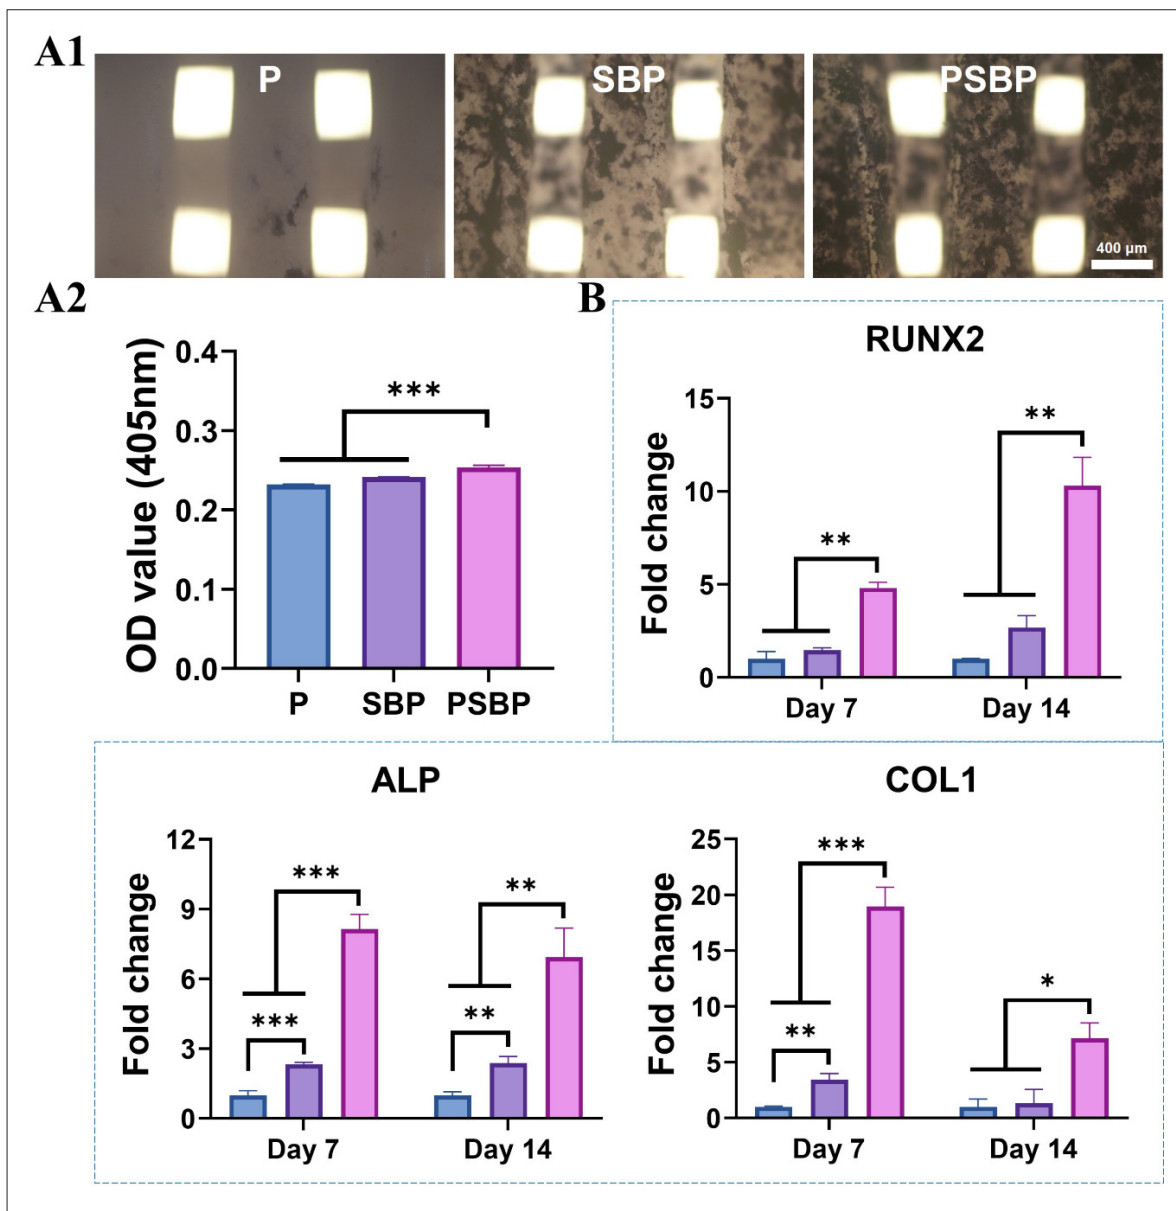 A1
P
SBP
PSBP
400 µm
A2
OD value (405nm)
0.4
0.3
0.2
0.1
0.0
***
P
SBP
PSBP
B
RUNX2
Fold change
15
10
5
0
**
**
Day 7
Day 14
ALP
Fold change
12
9
6
3
0
***
***
**
**
Day 7
Day 14
COL1
Fold change
25
20
15
10
5
0
***
**
*
Day 7
Day 14